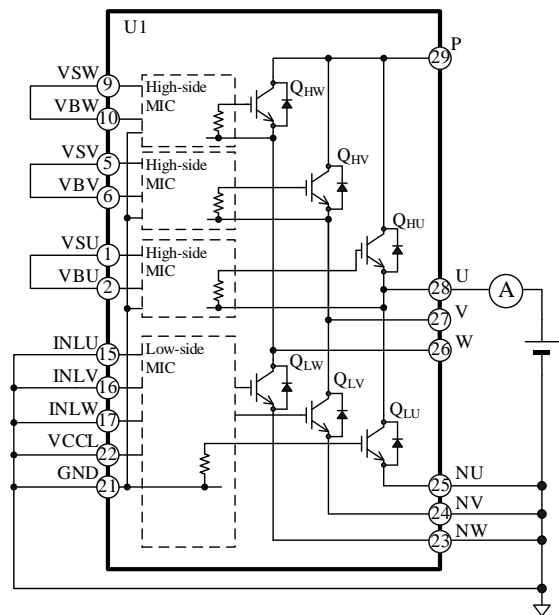 U1
P
29
VSW
9
High-side
MIC
QHW
VBW
10
VSV
5
High-side
MIC
QHV
VBV
6
QHU
VSU
1
High-side
MIC
VBU
2
28
U
A
27
V
26
W
INLU
15
Low-side
MIC
INLV
16
QLW
QLV
INLW
17
QLU
VCCL
22
GND
21
25
NU
24
NV
23
NW